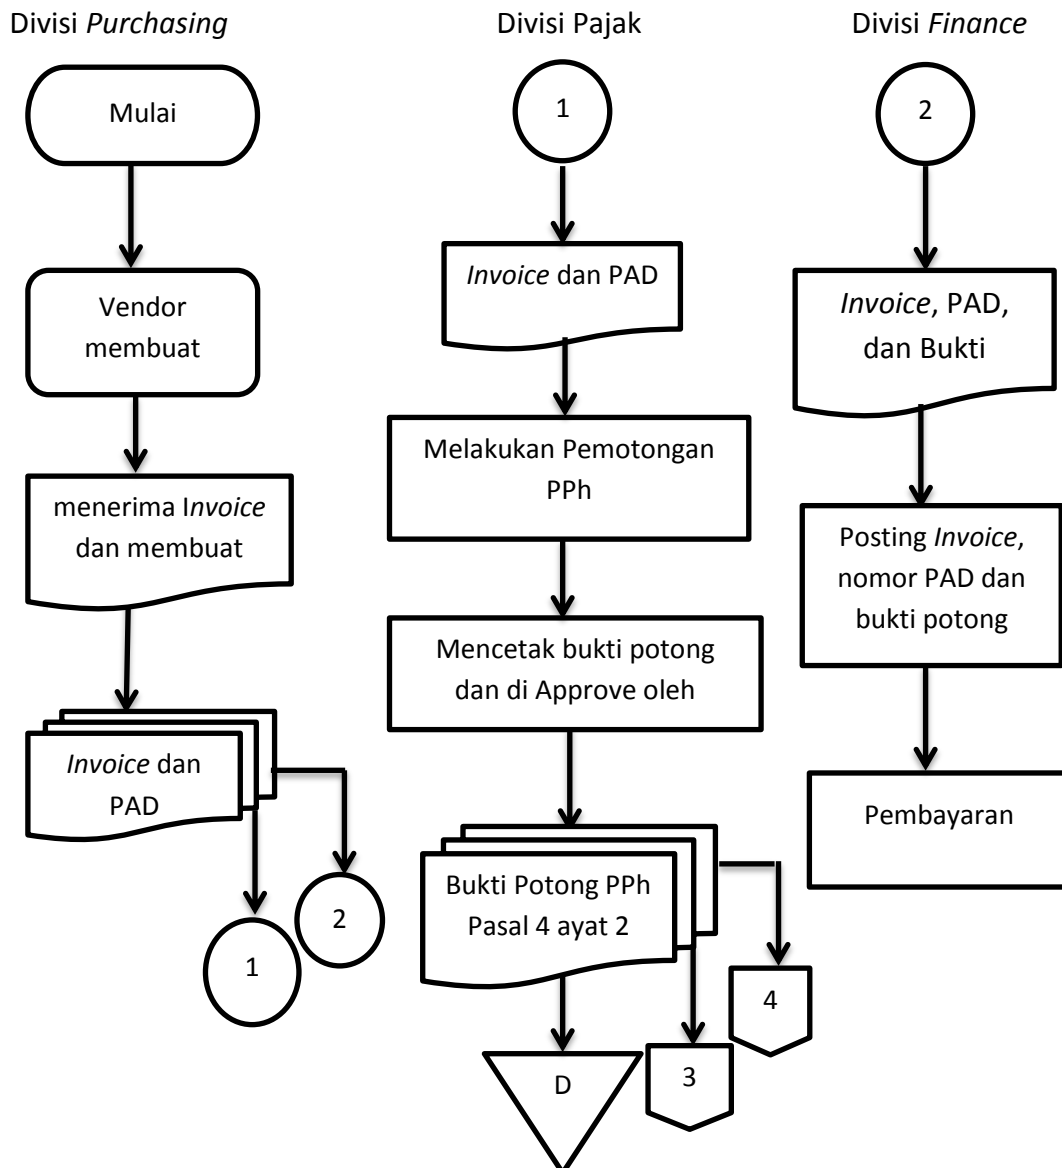 Divisi Purchasing
Mulai
Vendor
membuat
menerima Invoice
dan membuat
Invoice dan
PAD
1
2
Divisi Pajak
1
Invoice dan PAD
Melakukan Pemotongan
PPh
Mencetak bukti potong
dan di Approve oleh
Bukti Potong PPh
Pasal 4 ayat 2
D
3
4
Divisi Finance
2
Invoice, PAD,
dan Bukti
Posting Invoice,
nomor PAD dan
bukti potong
Pembayaran